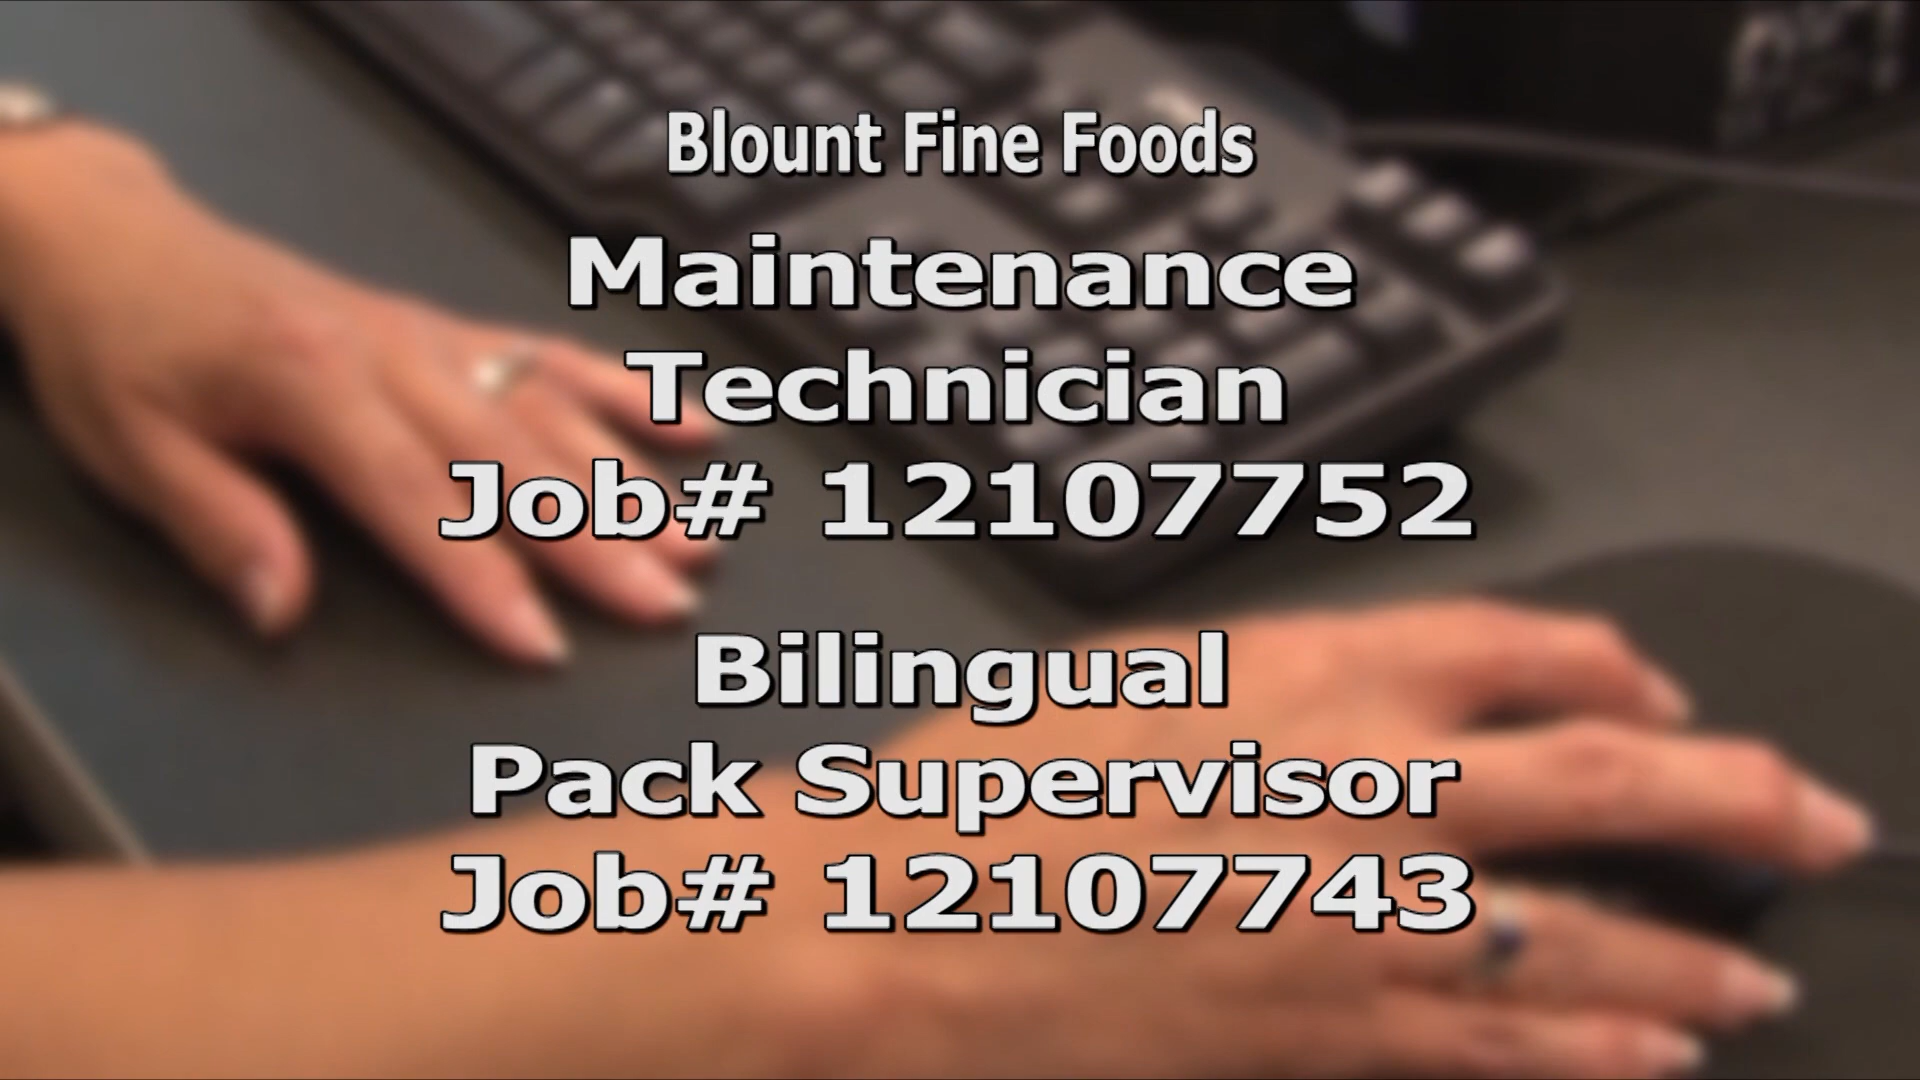 Blount Fine Foods
Maintenance
Technician
Job# 12107752
Bilingual
Pack Supervisor
Job# 12107743